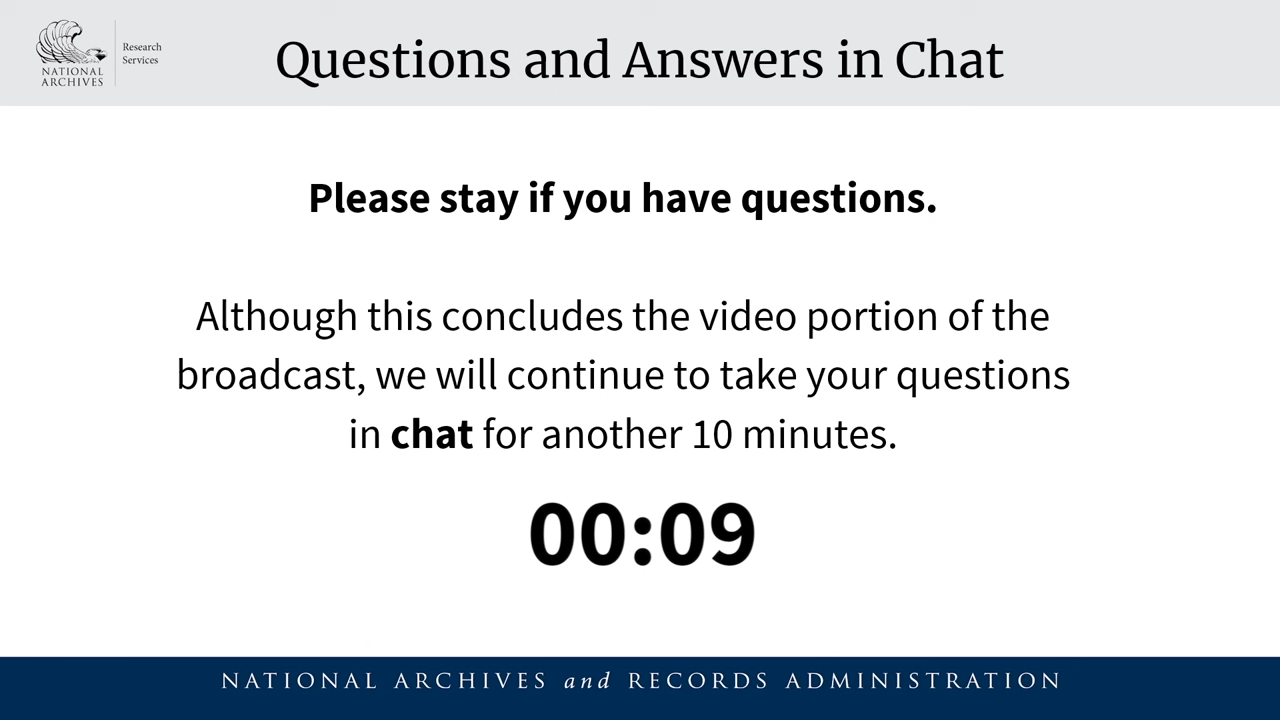 NATIONAL
ARCHIVES
Research
Services
Questions and Answers in Chat
Please stay if you have questions.
Although this concludes the video portion of the
broadcast, we will continue to take your questions
in chat for another 10 minutes.
00:09
NATIONAL ARCHIVES and RECORDS ADMINISTRATION